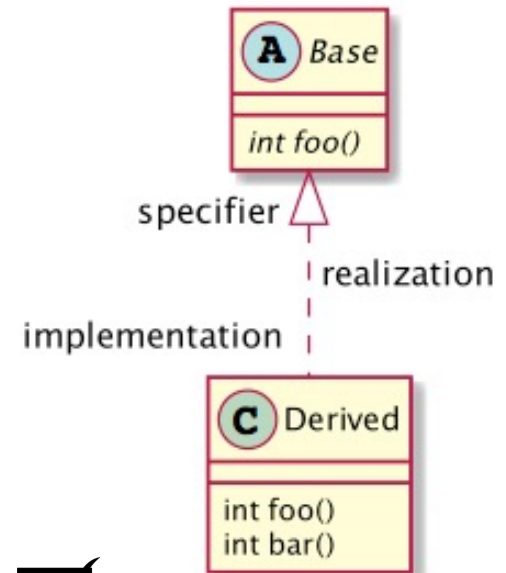 A Base
int foo()
specifier
realization
implementation
C Derived
int foo()
int bar()